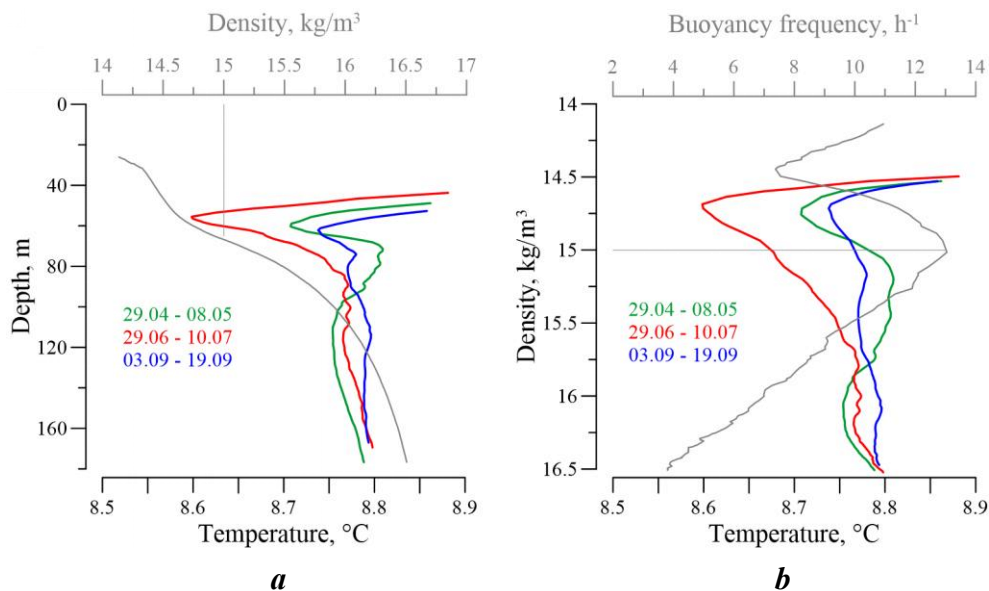 Density, kg/m³
14 14.5 15 15.5 16 16.5 17
0
40
80
120
160
Depth, m
29.04 - 08.05
29.06 - 10.07
03.09 - 19.09
8.5 8.6 8.7 8.8 8.9
Temperature, °C
a
Buoyancy frequency, h⁻¹
2 4 6 8 10 12 14
14
14.5
15
15.5
16
16.5
Density, kg/m³
29.04 - 08.05
29.06 - 10.07
03.09 - 19.09
8.5 8.6 8.7 8.8 8.9
Temperature, °C
b